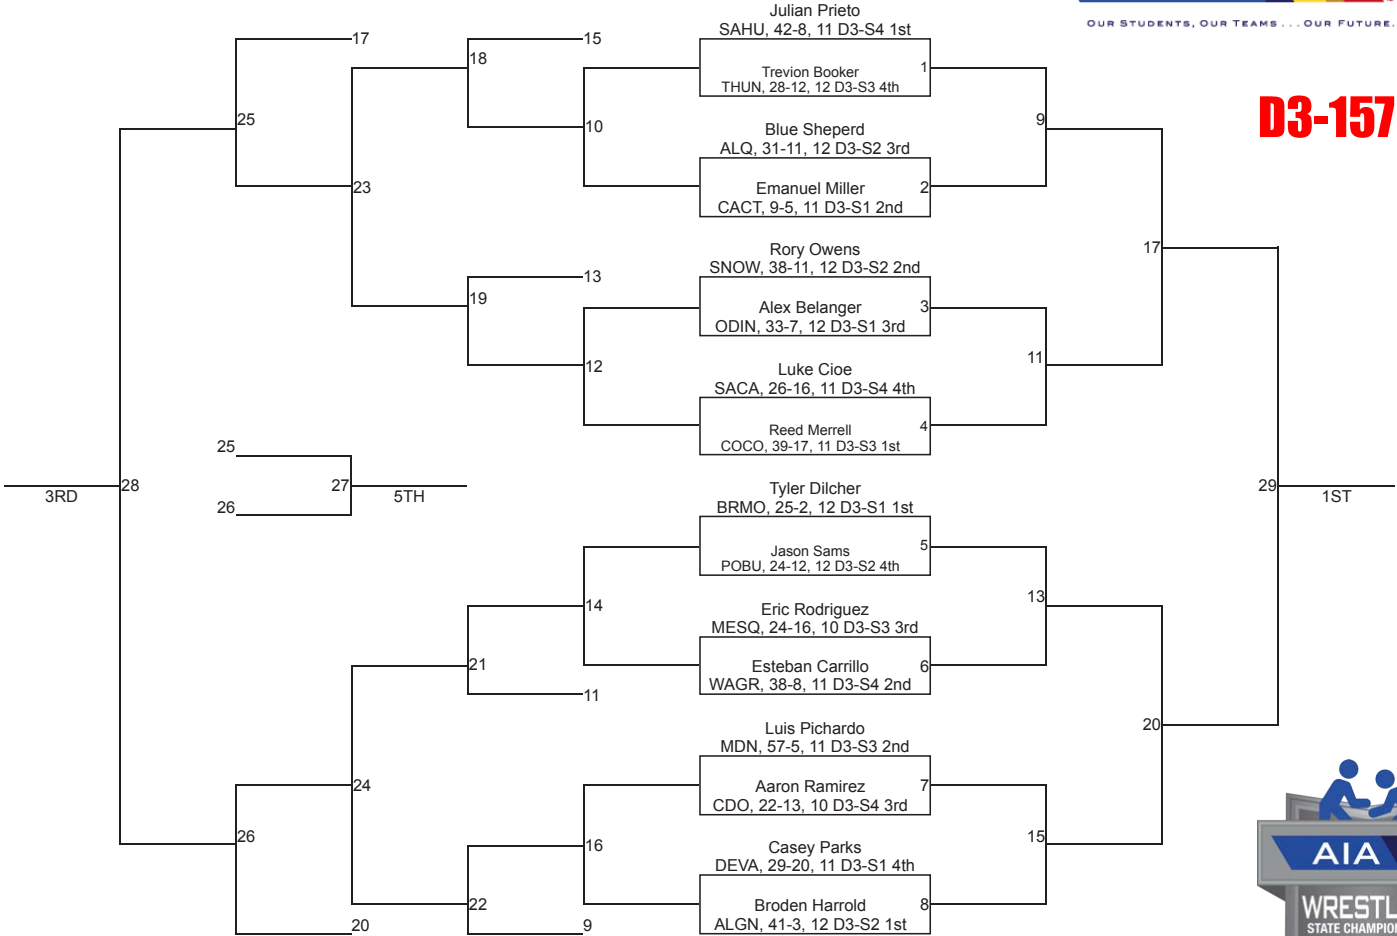 OUR STUDENTS, OUR TEAMS . . . OUR FUTURE.
D3-157
Julian Prieto
SAHU, 42-8, 11 D3-S4 1st
Trevion Booker
THUN, 28-12, 12 D3-S3 4th
1
Blue Sheperd
ALQ, 31-11, 12 D3-S2 3rd
Emanuel Miller
CACT, 9-5, 11 D3-S1 2nd
2
Rory Owens
SNOW, 38-11, 12 D3-S2 2nd
Alex Belanger
ODIN, 33-7, 12 D3-S1 3rd
3
Luke Cioe
SACA, 26-16, 11 D3-S4 4th
Reed Merrell
COCO, 39-17, 11 D3-S3 1st
4
Tyler Dilcher
BRMO, 25-2, 12 D3-S1 1st
Jason Sams
POBU, 24-12, 12 D3-S2 4th
5
Eric Rodriguez
MESQ, 24-16, 10 D3-S3 3rd
Esteban Carrillo
WAGR, 38-8, 11 D3-S4 2nd
6
Luis Pichardo
MDN, 57-5, 11 D3-S3 2nd
Aaron Ramirez
CDO, 22-13, 10 D3-S4 3rd
7
Casey Parks
DEVA, 29-20, 11 D3-S1 4th
Broden Harrold
ALGN, 41-3, 12 D3-S2 1st
8
9
11
13
15
17
20
29
1ST
17
15
18
10
25
23
13
19
12
25
27
5TH
26
28
3RD
14
21
11
24
26
16
22
20
9
AIA
WRESTL
STATE CHAMPIO